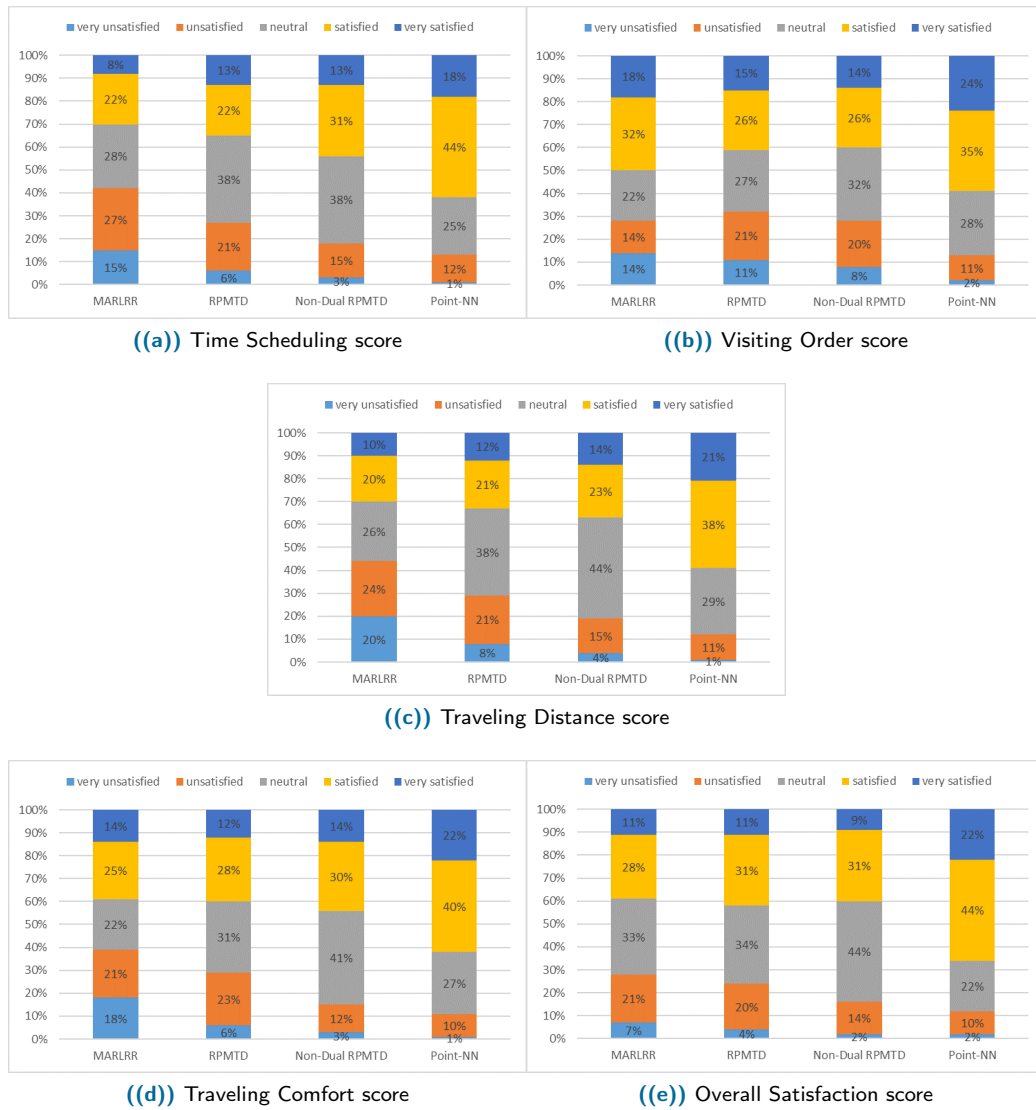 very unsatisfied unsatisfied neutral satisfied very satisfied
100%
90%
80%
70%
60%
50%
40%
30%
20%
10%
0%
8% 13% 13% 18%
22% 22% 31% 44%
28% 38% 38% 25%
27% 21% 15% 12%
15% 6% 3% 1%
MARLRR RPMTD Non-Dual RPMTD Point-NN
((a)) Time Scheduling score
very unsatisfied unsatisfied neutral satisfied very satisfied
100%
90%
80%
70%
60%
50%
40%
30%
20%
10%
0%
18% 15% 14% 24%
32% 26% 26% 35%
22% 27% 32% 28%
14% 21% 20% 11%
14% 11% 8% 2%
MARLRR RPMTD Non-Dual RPMTD Point-NN
((b)) Visiting Order score
very unsatisfied unsatisfied neutral satisfied very satisfied
100%
90%
80%
70%
60%
50%
40%
30%
20%
10%
0%
10% 12% 14% 21%
20% 21% 23% 38%
26% 38% 44% 29%
24% 21% 15% 11%
20% 8% 4% 1%
MARLRR RPMTD Non-Dual RPMTD Point-NN
((c)) Traveling Distance score
very unsatisfied unsatisfied neutral satisfied very satisfied
100%
90%
80%
70%
60%
50%
40%
30%
20%
10%
0%
14% 12% 14% 22%
25% 28% 30% 40%
22% 31% 41% 27%
21% 23% 12% 10%
18% 6% 3% 1%
MARLRR RPMTD Non-Dual RPMTD Point-NN
((d)) Traveling Comfort score
very unsatisfied unsatisfied neutral satisfied very satisfied
100%
90%
80%
70%
60%
50%
40%
30%
20%
10%
0%
11% 11% 9% 22%
28% 31% 31% 44%
33% 34% 44% 22%
21% 20% 14% 10%
7% 4% 2% 2%
MARLRR RPMTD Non-Dual RPMTD Point-NN
((e)) Overall Satisfaction score